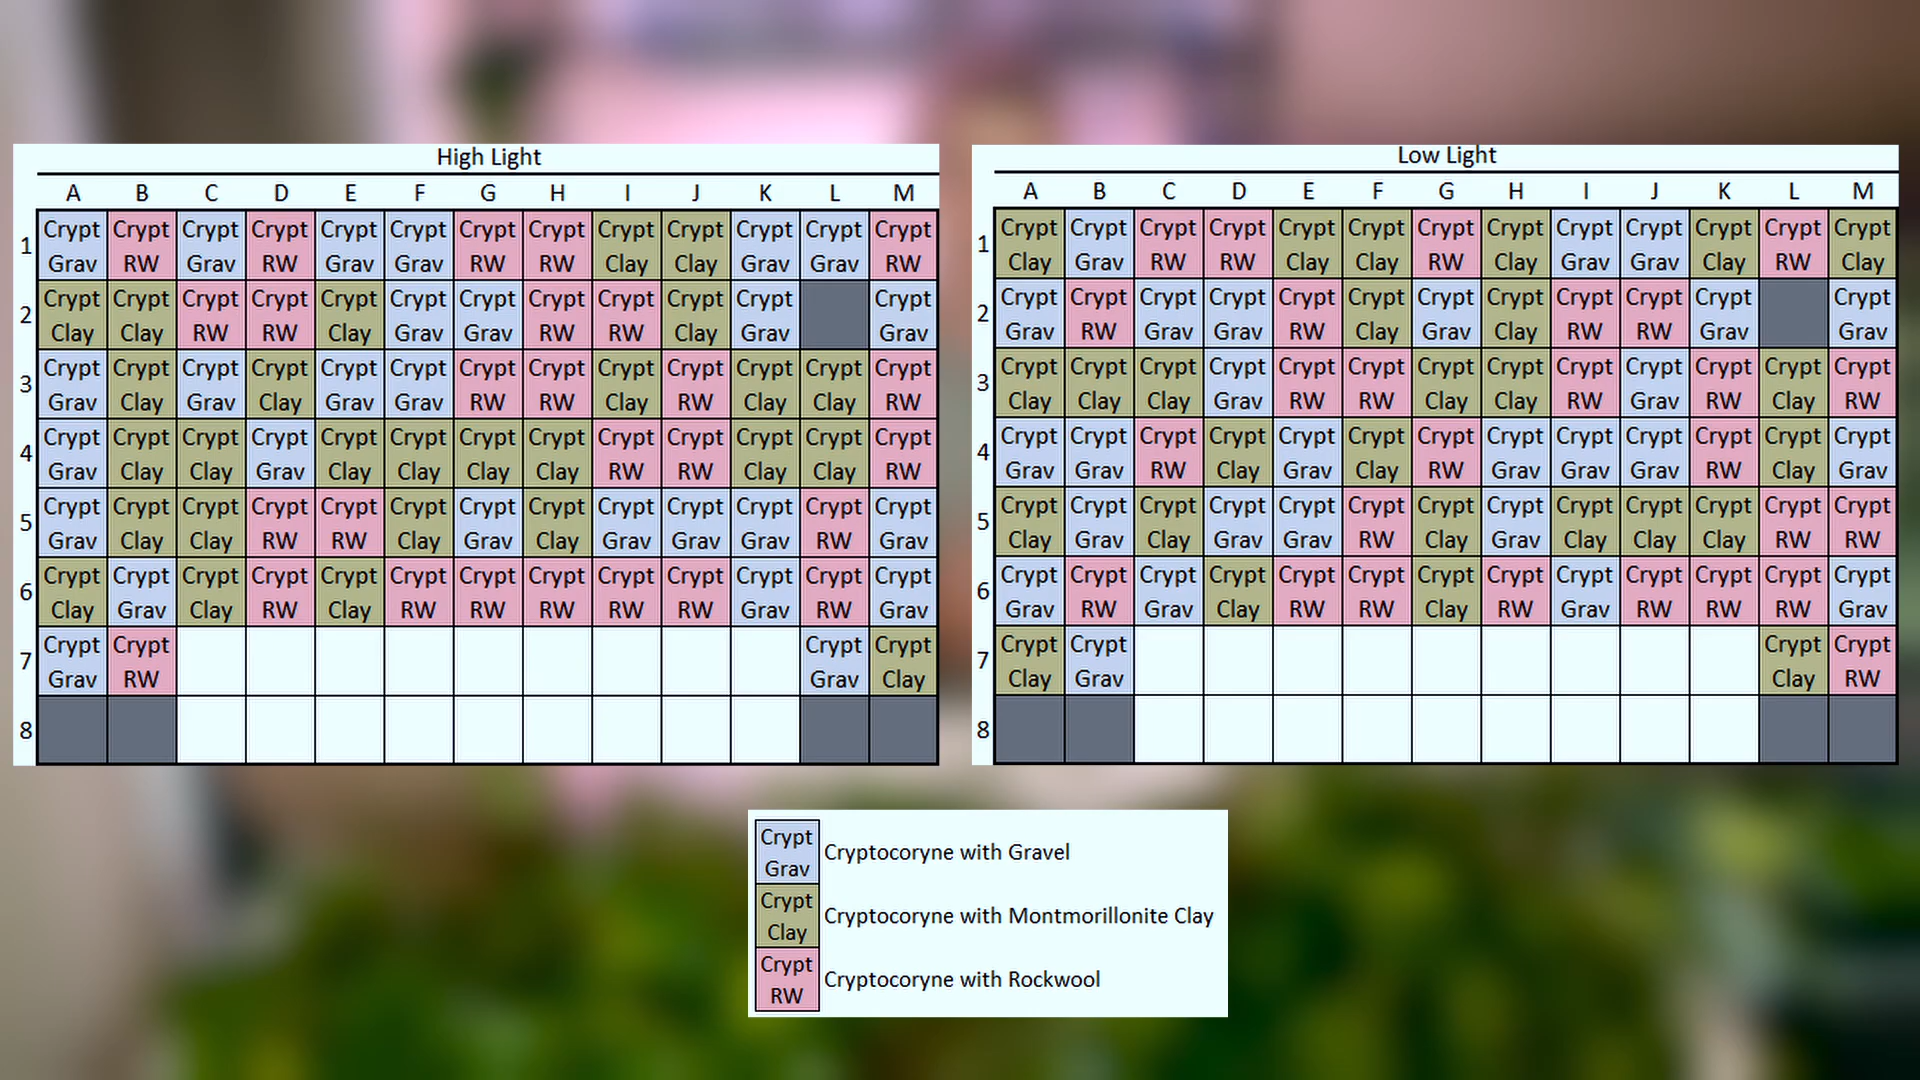 High Light
A B C D E F G H I J K L M
1 Crypt Crypt Crypt Crypt Crypt Crypt Crypt Crypt Crypt Crypt Crypt Crypt Crypt
Grav RW Grav RW Grav Grav RW RW Clay Clay Grav Grav RW
2 Crypt Crypt Crypt Crypt Crypt Crypt Crypt Crypt Crypt Crypt Crypt Crypt
Clay Clay RW RW Clay Grav Grav RW RW Clay Grav Grav
3 Crypt Crypt Crypt Crypt Crypt Crypt Crypt Crypt Crypt Crypt Crypt Crypt Crypt
Grav Clay Grav Clay Grav Grav RW RW Clay RW Clay Clay RW
4 Crypt Crypt Crypt Crypt Crypt Crypt Crypt Crypt Crypt Crypt Crypt Crypt Crypt
Grav Clay Clay Grav Clay Clay Clay Clay RW RW Clay Clay RW
5 Crypt Crypt Crypt Crypt Crypt Crypt Crypt Crypt Crypt Crypt Crypt Crypt Crypt
Grav Clay Clay RW RW Clay Grav Clay Grav Grav Grav RW Grav
6 Crypt Crypt Crypt Crypt Crypt Crypt Crypt Crypt Crypt Crypt Crypt Crypt Crypt
Clay Grav Clay RW Clay RW RW RW RW RW Grav RW Grav
7 Crypt Crypt Crypt Crypt
Grav RW Grav Clay
8
Low Light
A B C D E F G H I J K L M
1 Crypt Crypt Crypt Crypt Crypt Crypt Crypt Crypt Crypt Crypt Crypt Crypt Crypt
Clay Grav RW RW Clay Clay RW Clay Grav Grav Clay RW Clay
2 Crypt Crypt Crypt Crypt Crypt Crypt Crypt Crypt Crypt Crypt Crypt Crypt
Grav RW Grav Grav RW Clay Grav Clay RW RW Grav Grav
3 Crypt Crypt Crypt Crypt Crypt Crypt Crypt Crypt Crypt Crypt Crypt Crypt Crypt
Clay Clay Clay Grav RW RW Clay Clay RW Grav RW Clay RW
4 Crypt Crypt Crypt Crypt Crypt Crypt Crypt Crypt Crypt Crypt Crypt Crypt Crypt
Grav Grav RW Clay Grav Clay RW Grav Grav Grav RW Clay Grav
5 Crypt Crypt Crypt Crypt Crypt Crypt Crypt Crypt Crypt Crypt Crypt Crypt Crypt
Clay Grav Clay Grav Grav RW Clay Grav Clay Clay Clay RW RW
6 Crypt Crypt Crypt Crypt Crypt Crypt Crypt Crypt Crypt Crypt Crypt Crypt Crypt
Grav RW Grav Clay RW RW Clay RW Grav RW RW RW Grav
7 Crypt Crypt Crypt Crypt
Clay Grav Clay RW
8
Crypt
Grav
Cryptocoryne with Gravel
Crypt
Clay
Cryptocoryne with Montmorillonite Clay
Crypt
RW
Cryptocoryne with Rockwool